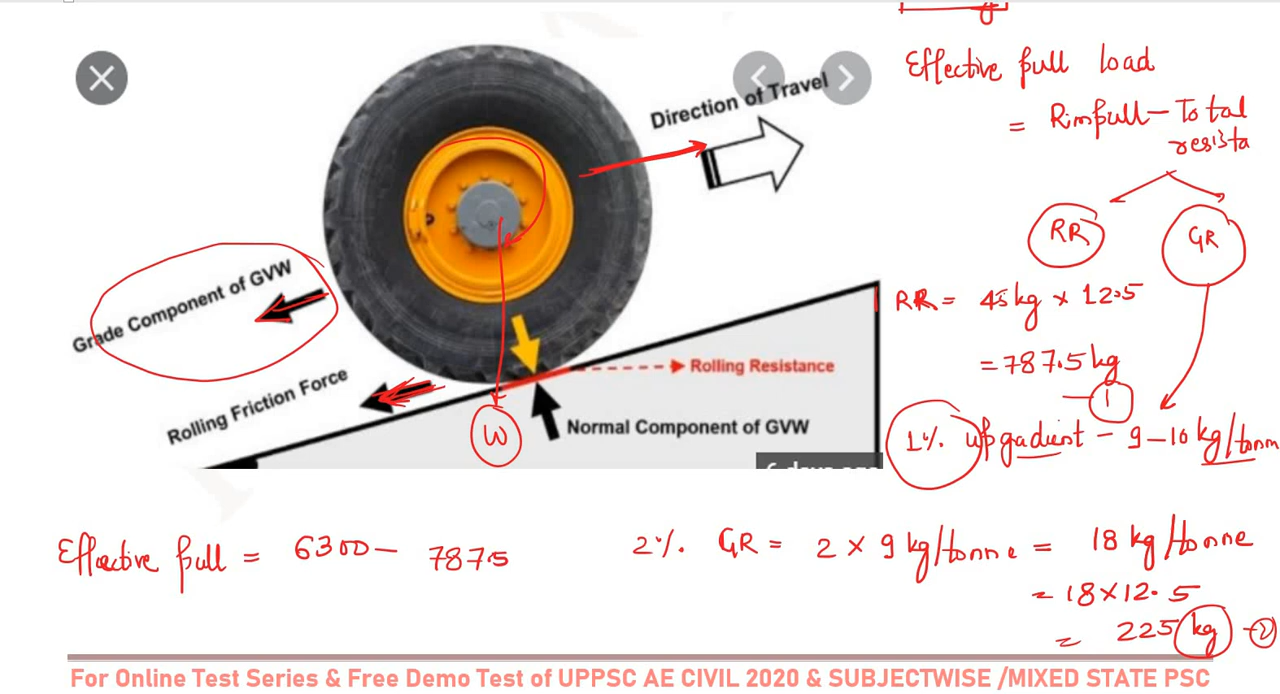 Effective pull load
= Rimpull - Total
resista
RR GR
Direction of Travel
Grade Component of GVW
Rolling Friction Force
Rolling Resistance
Normal Component of GVW
W
RR = 45 kg × 12.5
= 787.5 kg
- 1
1% upgadient - 9-10 kg/tonn
Effective pull = 6300 - 787.5
2% GR = 2 × 9 kg/tonne = 18 kg/tonne
= 18 × 12.5
= 225 kg - 2
For Online Test Series & Free Demo Test of UPPSC AE CIVIL 2020 & SUBJECTWISE /MIXED STATE PSC